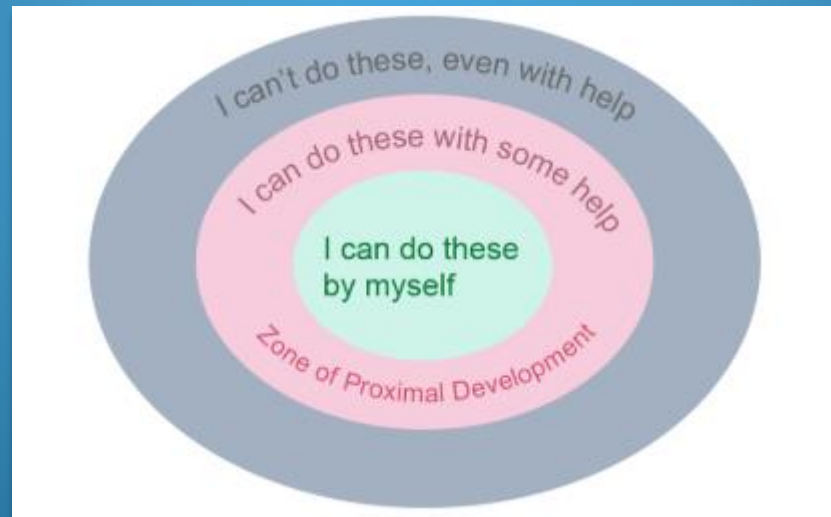 I can't do these, even with help
I can do these with some help
I can do these
by myself
Zone of Proximal Development